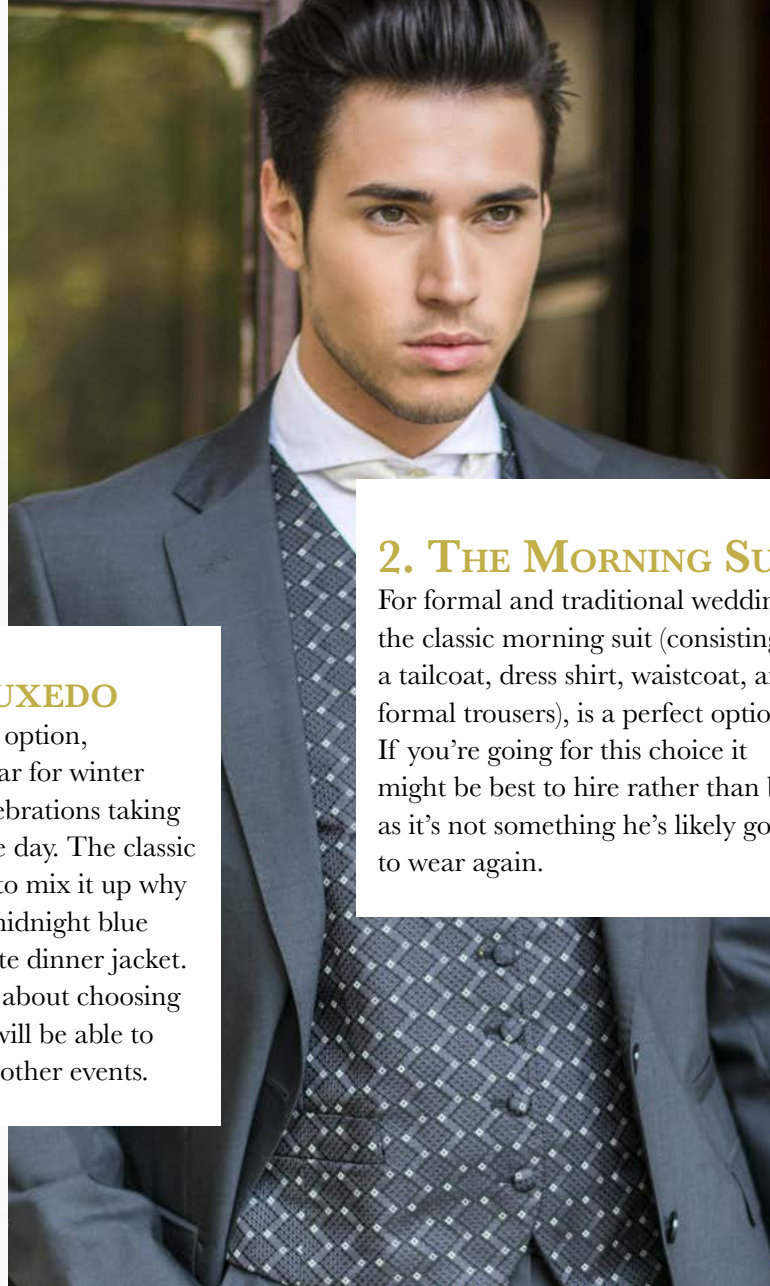 UXEDO
option,
ar for winter
ebrations taking
e day. The classic
to mix it up why
midnight blue
te dinner jacket.
about choosing
will be able to
other events.
2. The Morning Su
For formal and traditional weddin
the classic morning suit (consisting
a tailcoat, dress shirt, waistcoat, a
formal trousers), is a perfect optio
If you’re going for this choice it
might be best to hire rather than b
as it’s not something he’s likely go
to wear again.